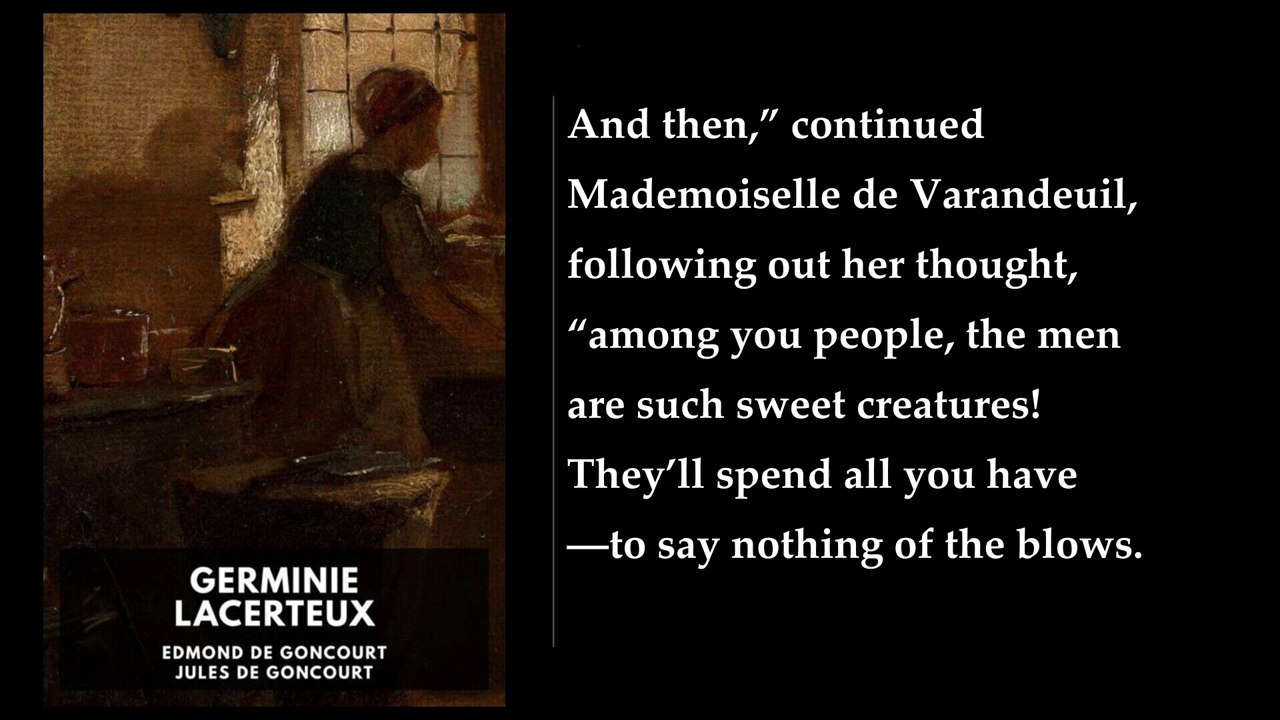 GERMINIE
LACERTEUX
EDMOND DE GONCOURT
JULES DE GONCOURT
And then,” continued
Mademoiselle de Varandeuil,
following out her thought,
“among you people, the men
are such sweet creatures!
They’ll spend all you have
—to say nothing of the blows.